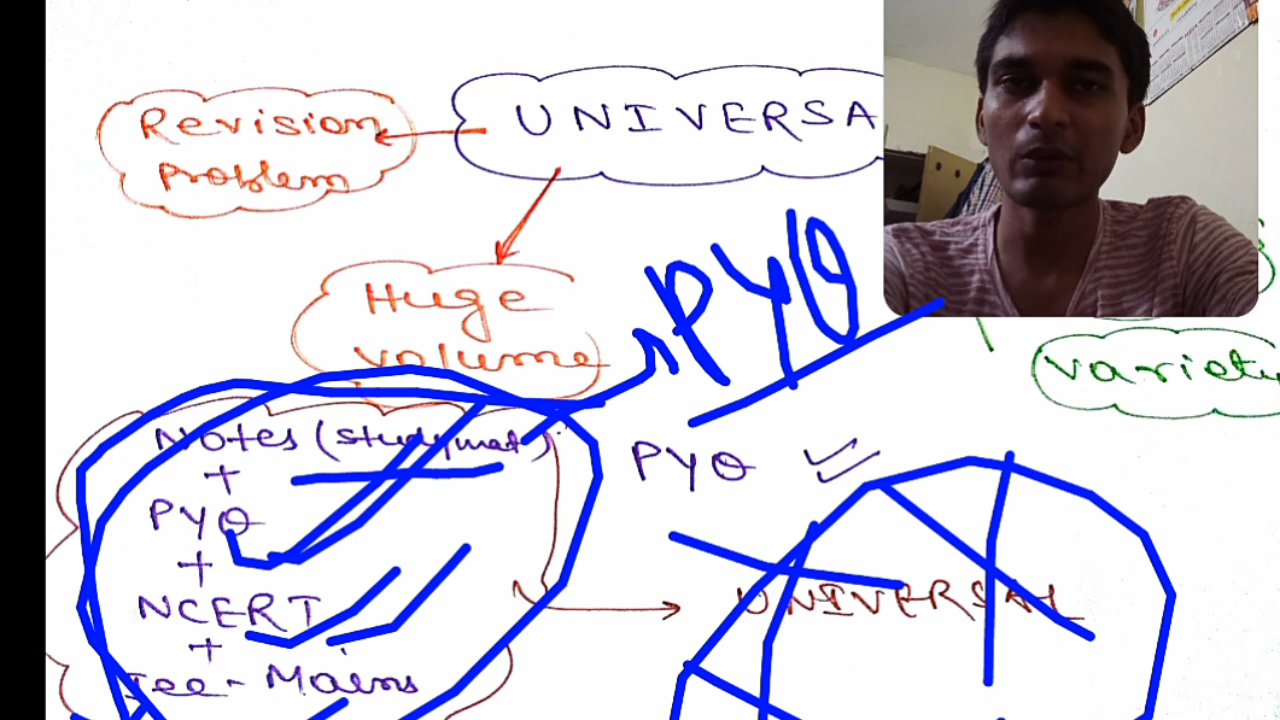 UNIVERSA
Revision
Problem
Huge
volume
PYQ
variety
Notes (study mat)
+
PYQ
+
NCERT
+
Jee-Mains
PYQ
UNIVERSAL